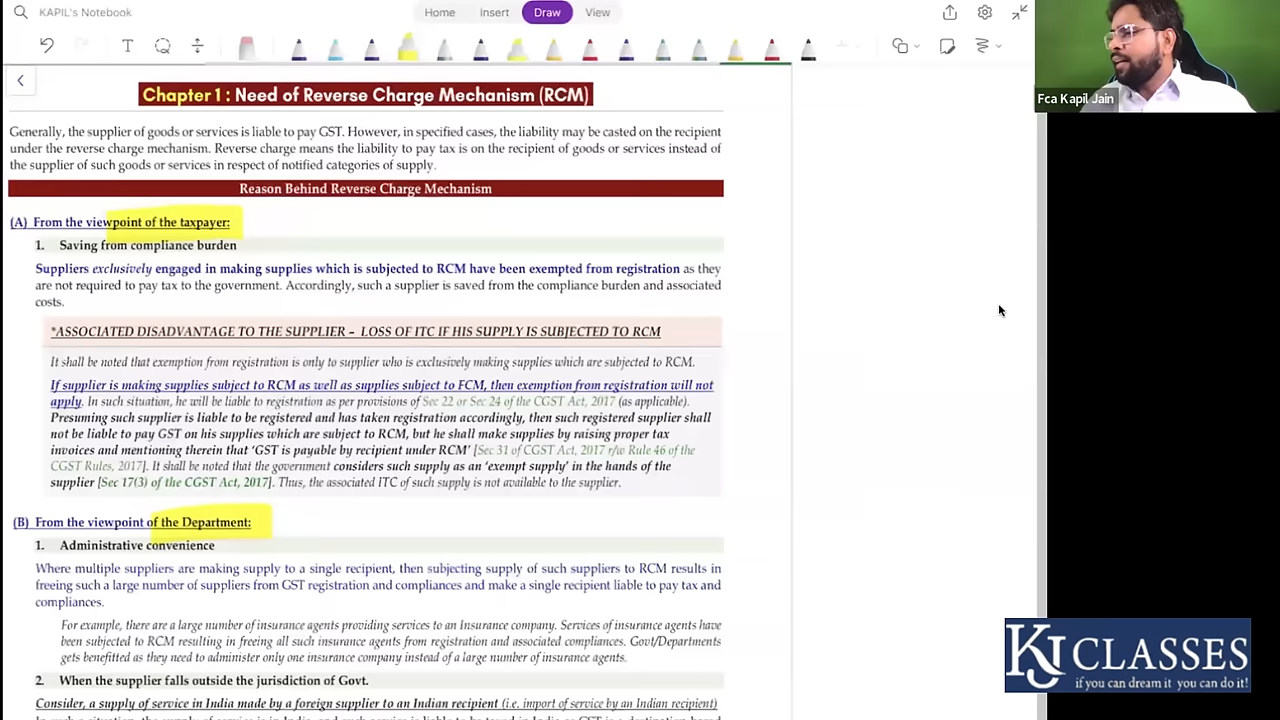 KAPIL's Notebook
Home Insert Draw View
Chapter 1 : Need of Reverse Charge Mechanism (RCM)
Generally, the supplier of goods or services is liable to pay GST. However, in specified cases, the liability may be casted on the recipient
under the reverse charge mechanism. Reverse charge means the liability to pay tax is on the recipient of goods or services instead of
the supplier of such goods or services in respect of notified categories of supply.
Reason Behind Reverse Charge Mechanism
(A) From the viewpoint of the taxpayer:
1. Saving from compliance burden
Suppliers exclusively engaged in making supplies which is subjected to RCM have been exempted from registration as they
are not required to pay tax to the government. Accordingly, such a supplier is saved from the compliance burden and associated
costs.
*ASSOCIATED DISADVANTAGE TO THE SUPPLIER – LOSS OF ITC IF HIS SUPPLY IS SUBJECTED TO RCM
It shall be noted that exemption from registration is only to supplier who is exclusively making supplies which are subjected to RCM.
If supplier is making supplies subject to RCM as well as supplies subject to FCM, then exemption from registration will not
apply. In such situation, he will be liable to registration as per provisions of Sec 22 or Sec 24 of the CGST Act, 2017 (as applicable).
Presuming such supplier is liable to be registered and has taken registration accordingly, then such registered supplier shall
not be liable to pay GST on his supplies which are subject to RCM, but he shall make supplies by raising proper tax
invoices and mentioning therein that 'GST is payable by recipient under RCM' [Sec 31 of CGST Act, 2017 r/w Rule 46 of the
CGST Rules, 2017]. It shall be noted that the government considers such supply as an 'exempt supply' in the hands of the
supplier [Sec 17(3) of the CGST Act, 2017]. Thus, the associated ITC of such supply is not available to the supplier.
(B) From the viewpoint of the Department:
1. Administrative convenience
Where multiple suppliers are making supply to a single recipient, then subjecting supply of such suppliers to RCM results in
freeing such a large number of suppliers from GST registration and compliances and make a single recipient liable to pay tax and
compliances.
For example, there are a large number of insurance agents providing services to an Insurance company. Services of insurance agents have
been subjected to RCM resulting in freeing all such insurance agents from registration and associated compliances. Govt/Departments
gets benefitted as they need to administer only one insurance company instead of a large number of insurance agents.
2. When the supplier falls outside the jurisdiction of Govt.
Consider, a supply of service in India made by a foreign supplier to an Indian recipient (i.e. import of service by an Indian recipient)
Fca Kapil Jain
KJ CLASSES
if you can dream it you can do it!